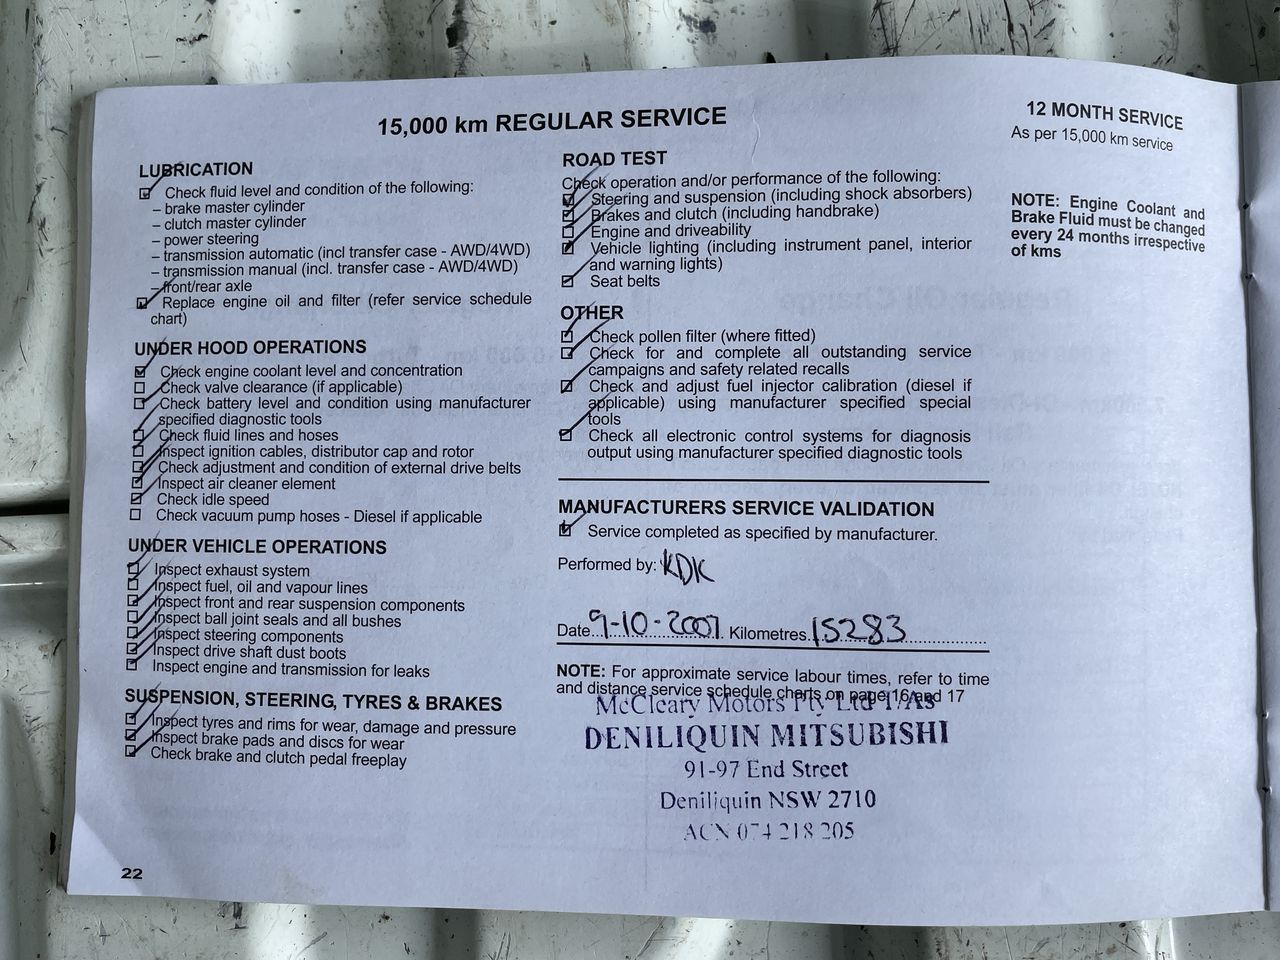 15,000 km REGULAR SERVICE
LUBRICATION
Check fluid level and condition of the following:
– brake master cylinder
– clutch master cylinder
– power steering
– transmission automatic (incl transfer case - AWD/4WD)
– transmission manual (incl. transfer case - AWD/4WD)
– front/rear axle
Replace engine oil and filter (refer service schedule
chart)
UNDER HOOD OPERATIONS
Check engine coolant level and concentration
Check valve clearance (if applicable)
Check battery level and condition using manufacturer
specified diagnostic tools
Check fluid lines and hoses
Inspect ignition cables, distributor cap and rotor
Check adjustment and condition of external drive belts
Inspect air cleaner element
Check idle speed
Check vacuum pump hoses - Diesel if applicable
UNDER VEHICLE OPERATIONS
Inspect exhaust system
Inspect fuel, oil and vapour lines
Inspect front and rear suspension components
Inspect ball joint seals and all bushes
Inspect steering components
Inspect drive shaft dust boots
Inspect engine and transmission for leaks
SUSPENSION, STEERING, TYRES & BRAKES
Inspect tyres and rims for wear, damage and pressure
Inspect brake pads and discs for wear
Check brake and clutch pedal freeplay
22
ROAD TEST
Check operation and/or performance of the following:
Steering and suspension (including shock absorbers)
Brakes and clutch (including handbrake)
Engine and driveability
Vehicle lighting (including instrument panel, interior
and warning lights)
Seat belts
OTHER
Check pollen filter (where fitted)
Check for and complete all outstanding service
campaigns and safety related recalls
Check and adjust fuel injector calibration (diesel if
applicable) using manufacturer specified special
tools
Check all electronic control systems for diagnosis
output using manufacturer specified diagnostic tools
MANUFACTURERS SERVICE VALIDATION
Service completed as specified by manufacturer.
Performed by: KDK
Date 9-10-2007. Kilometres 15283
NOTE: For approximate service labour times, refer to time
and distance service schedule charts on page 16 and 17
McCleary Motors Pty Ltd T/As
DENILIQUIN MITSUBISHI
91-97 End Street
Deniliquin NSW 2710
ACN 074 218 205
12 MONTH SERVICE
As per 15,000 km service
NOTE: Engine Coolant and
Brake Fluid must be changed
every 24 months irrespective
of kms